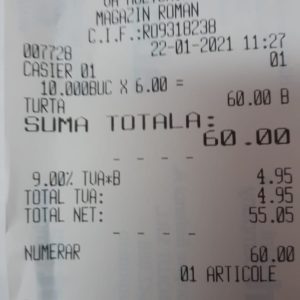 MAGAZIN ROMAN
C.I.F.:RO9318238
007728 22-01-2021 11:27
CASIER 01 01
10.000BUC X 6.00 =
TURTA 60.00 B
SUMA TOTALA:
60.00
- - - -
9.00% TVA*B 4.95
TOTAL TVA: 4.95
TOTAL NET: 55.05
- - - -
NUMERAR 60.00
01 ARTICOLE